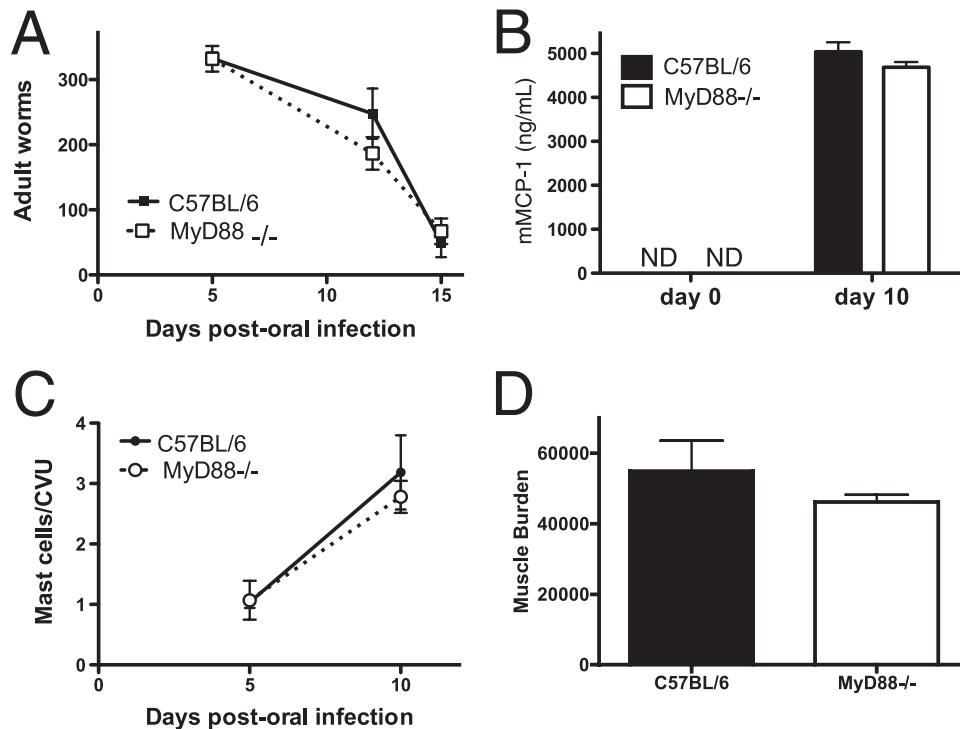 A
Adult worms
300
200
100
0
C57BL/6
MyD88 -/-
0 5 10 15
Days post-oral infection
B
mMCP-1 (ng/mL)
5000
4000
3000
2000
1000
0
C57BL/6
MyD88-/-
ND ND
day 0 day 10
C
Mast cells/CVU
4
3
2
1
0
C57BL/6
MyD88-/-
0 5 10
Days post-oral infection
D
Muscle Burden
60000
40000
20000
0
C57BL/6 MyD88-/-